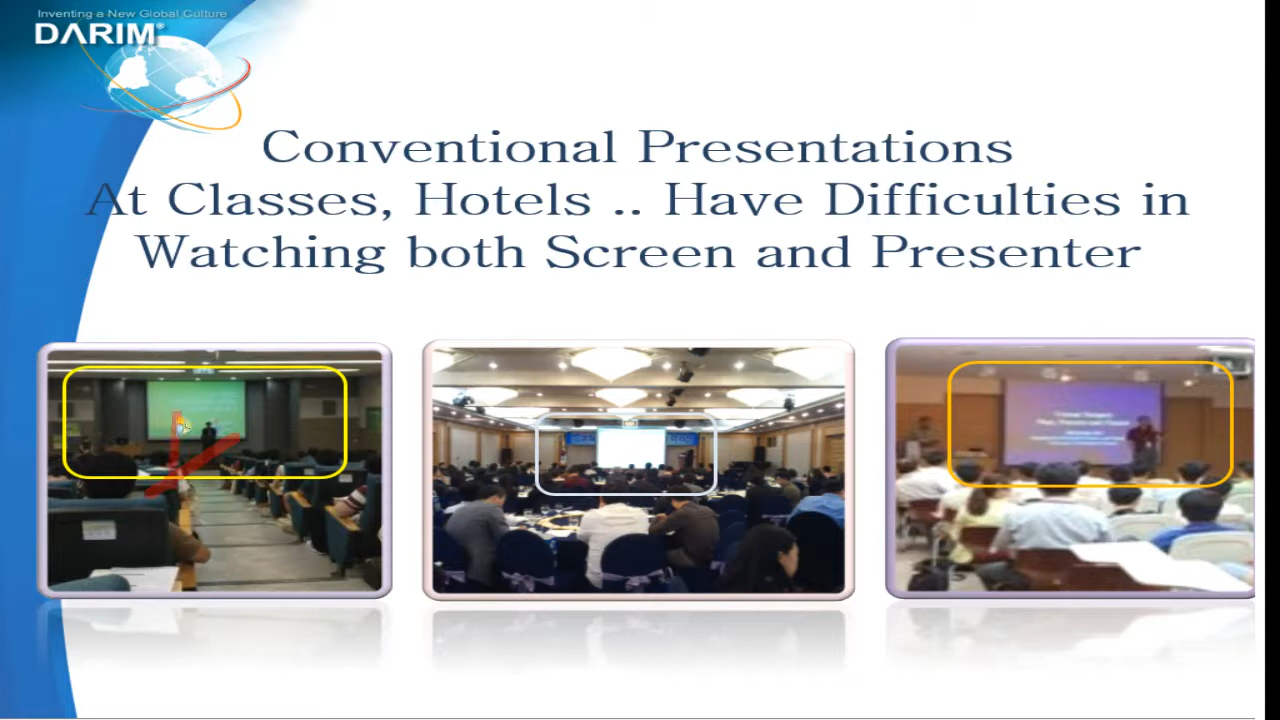 Inventing a New Global Culture
DARIM
Conventional Presentations
At Classes, Hotels .. Have Difficulties in
Watching both Screen and Presenter